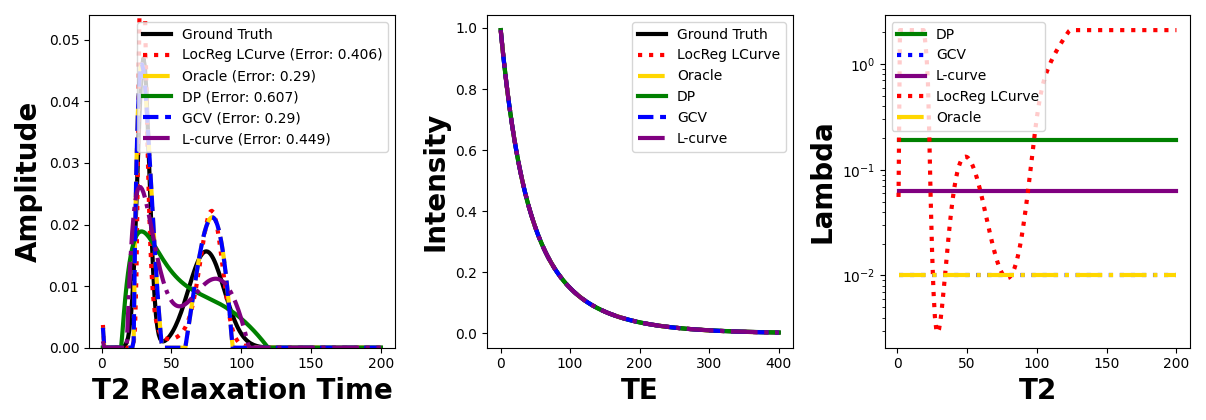 Amplitude
0.05
0.04
0.03
0.02
0.01
0.00
0
50
100
150
200
T2 Relaxation Time
Ground Truth
LocReg LCurve (Error: 0.406)
Oracle (Error: 0.29)
DP (Error: 0.607)
GCV (Error: 0.29)
L-curve (Error: 0.449)
Intensity
1.0
0.8
0.6
0.4
0.2
0.0
0
100
200
300
400
TE
Ground Truth
LocReg LCurve
Oracle
DP
GCV
L-curve
Lambda
10⁰
10⁻¹
10⁻²
0
50
100
150
200
T2
DP
GCV
L-curve
LocReg LCurve
Oracle